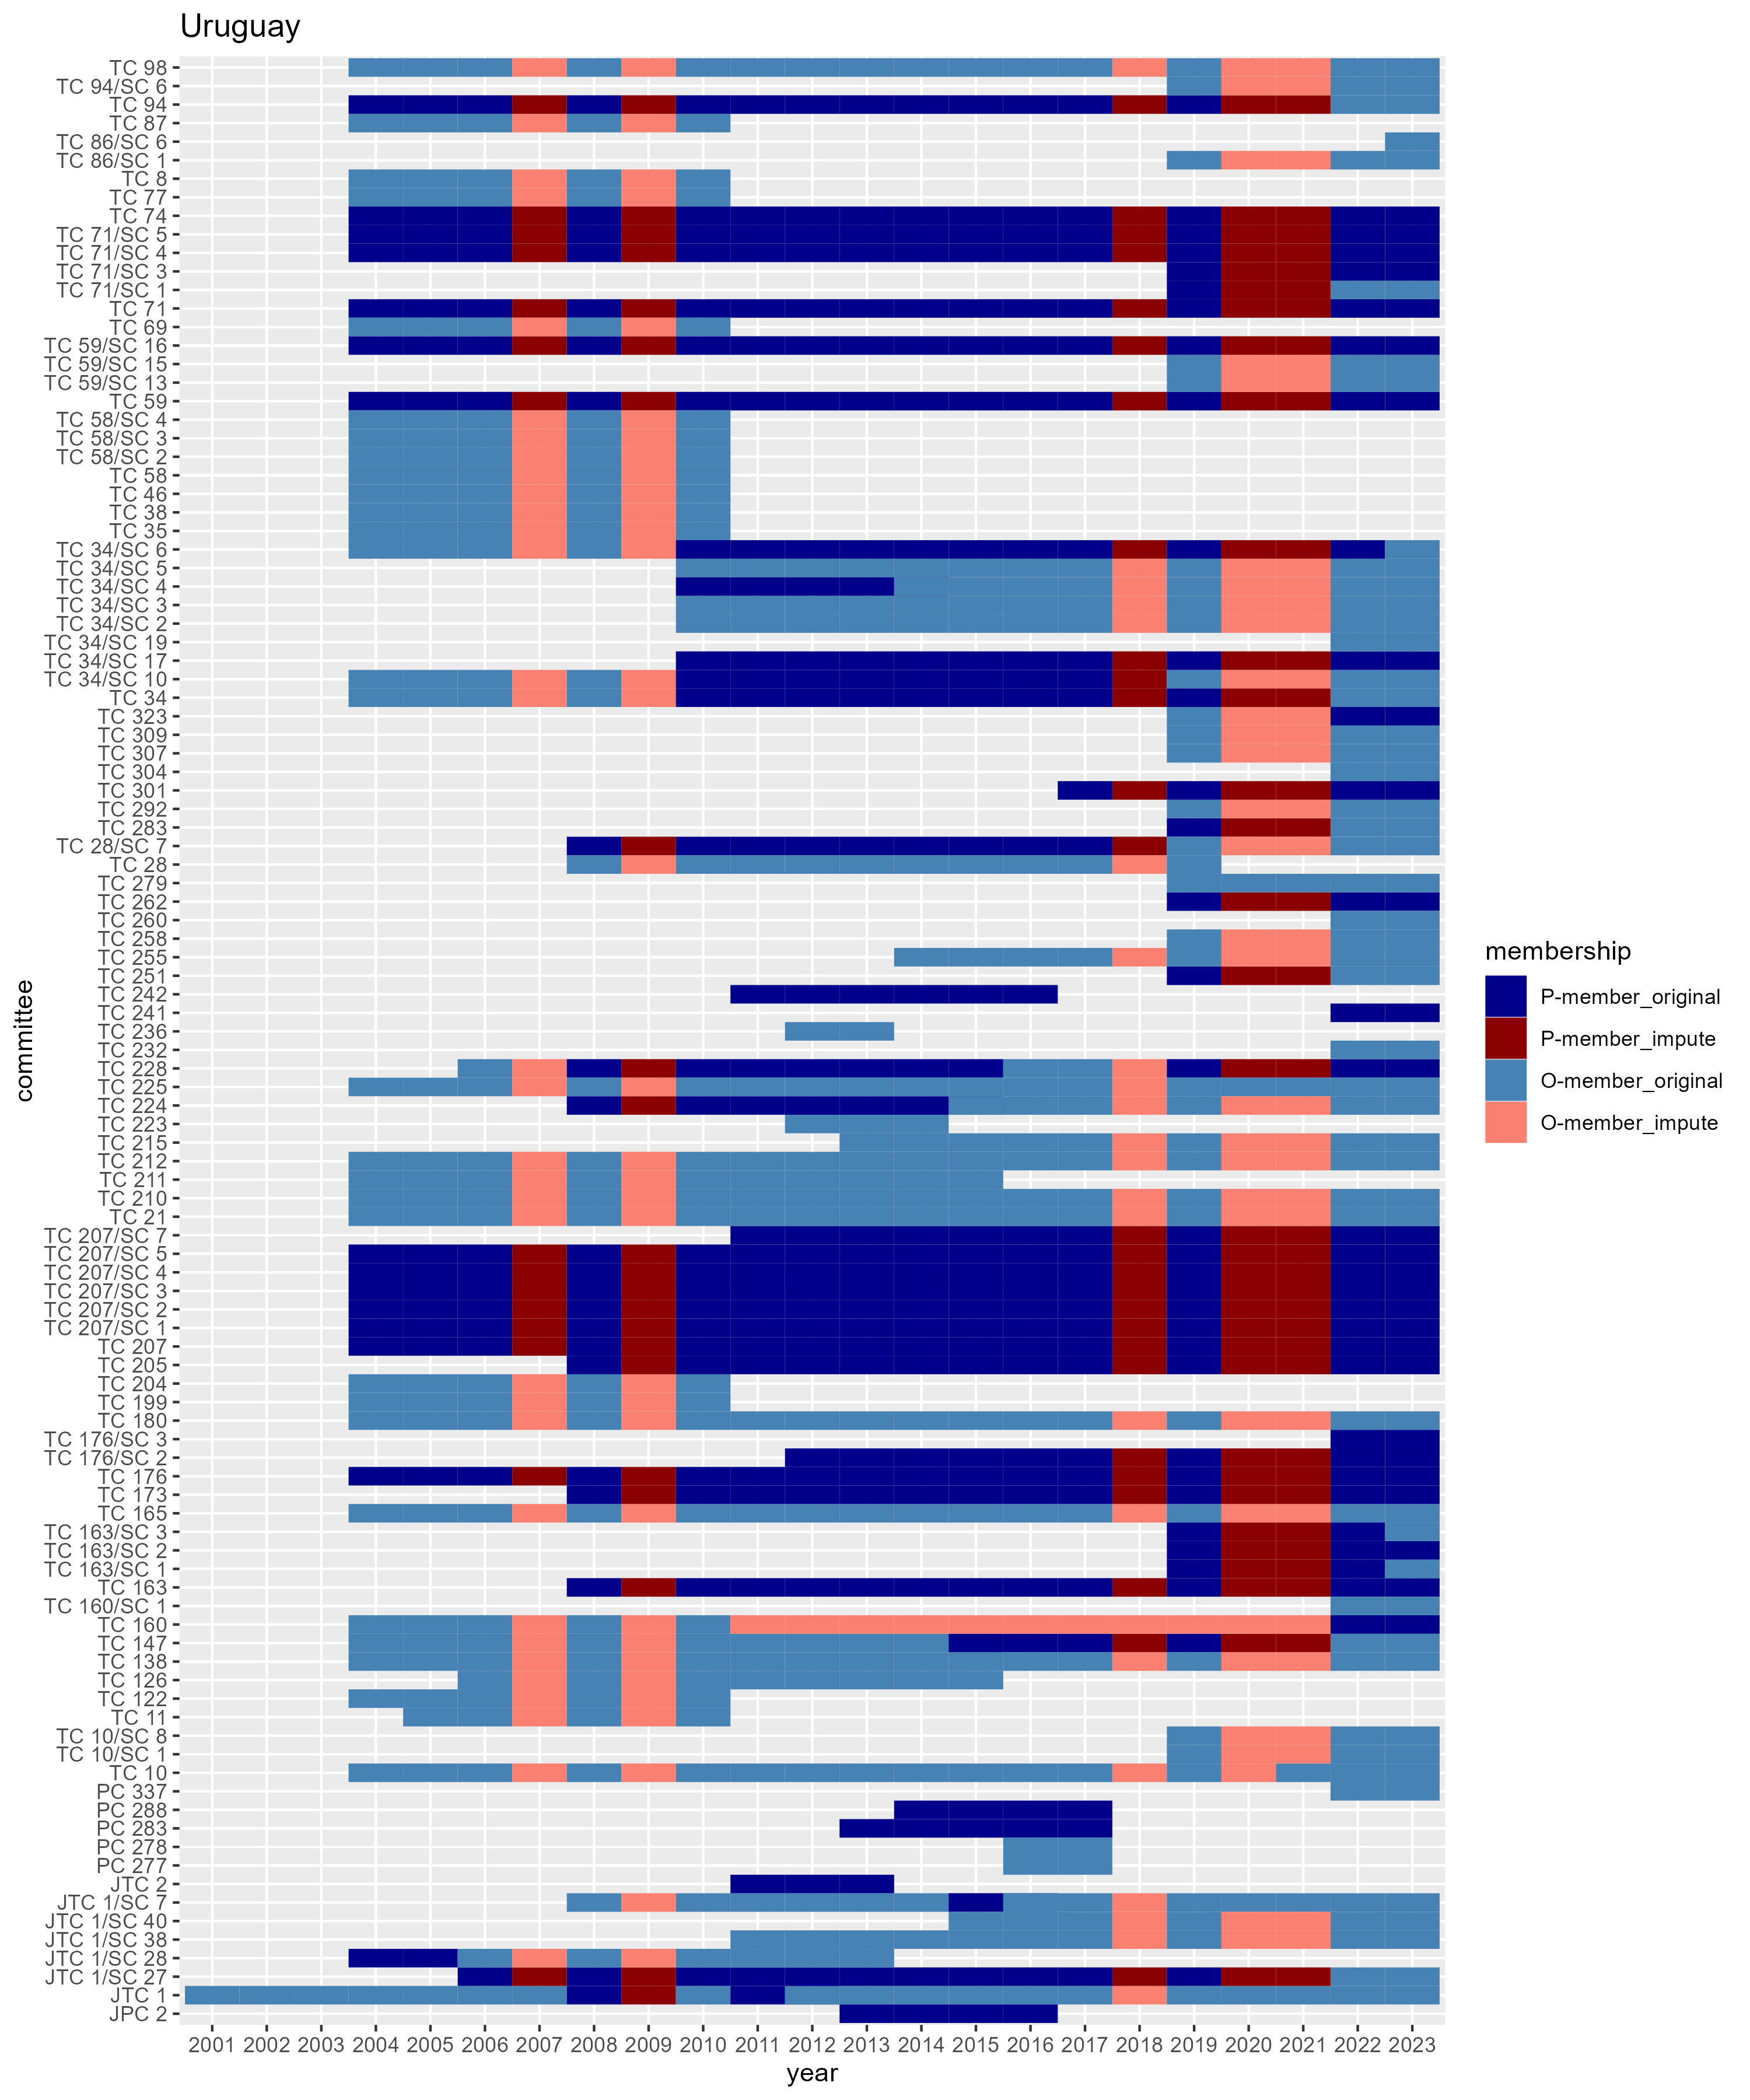 Uruguay
TC 98
TC 94/SC 6
TC 94
TC 87
TC 86/SC 6
TC 86/SC 1
TC 8
TC 77
TC 74
TC 71/SC 5
TC 71/SC 4
TC 71/SC 3
TC 71/SC 1
TC 71
TC 69
TC 59/SC 16
TC 59/SC 15
TC 59/SC 13
TC 59
TC 58/SC 4
TC 58/SC 3
TC 58/SC 2
TC 58
TC 46
TC 38
TC 35
TC 34/SC 6
TC 34/SC 5
TC 34/SC 4
TC 34/SC 3
TC 34/SC 2
TC 34/SC 19
TC 34/SC 17
TC 34/SC 10
TC 34
TC 323
TC 309
TC 307
TC 304
TC 301
TC 292
TC 283
TC 28/SC 7
TC 28
TC 279
TC 262
TC 260
TC 258
TC 255
TC 251
TC 242
TC 241
TC 236
TC 232
TC 228
TC 225
TC 224
TC 223
TC 215
TC 212
TC 211
TC 210
TC 21
TC 207/SC 7
TC 207/SC 5
TC 207/SC 4
TC 207/SC 3
TC 207/SC 2
TC 207/SC 1
TC 207
TC 205
TC 204
TC 199
TC 180
TC 176/SC 3
TC 176/SC 2
TC 176
TC 173
TC 165
TC 163/SC 3
TC 163/SC 2
TC 163/SC 1
TC 163
TC 160/SC 1
TC 160
TC 147
TC 138
TC 126
TC 122
TC 11
TC 10/SC 8
TC 10/SC 1
TC 10
PC 337
PC 288
PC 283
PC 278
PC 277
JTC 2
JTC 1/SC 7
JTC 1/SC 40
JTC 1/SC 38
JTC 1/SC 28
JTC 1/SC 27
JTC 1
JPC 2
committee
2001 2002 2003 2004 2005 2006 2007 2008 2009 2010 2011 2012 2013 2014 2015 2016 2017 2018 2019 2020 2021 2022 2023
year
membership
P-member_original
P-member_impute
O-member_original
O-member_impute